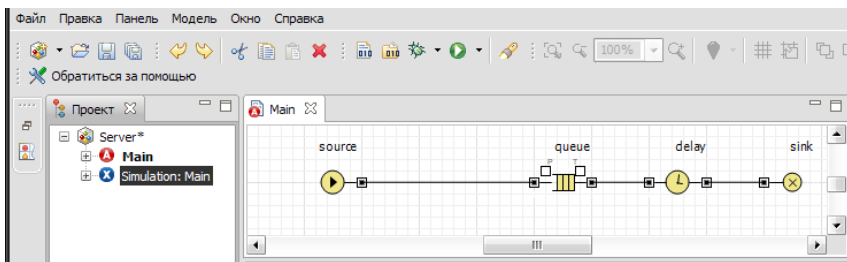 Файл Правка Панель Модель Окно Справка
100%
Обратиться за помощью
Проект Main
Server*
Main
Simulation: Main
source queue delay sink
P T